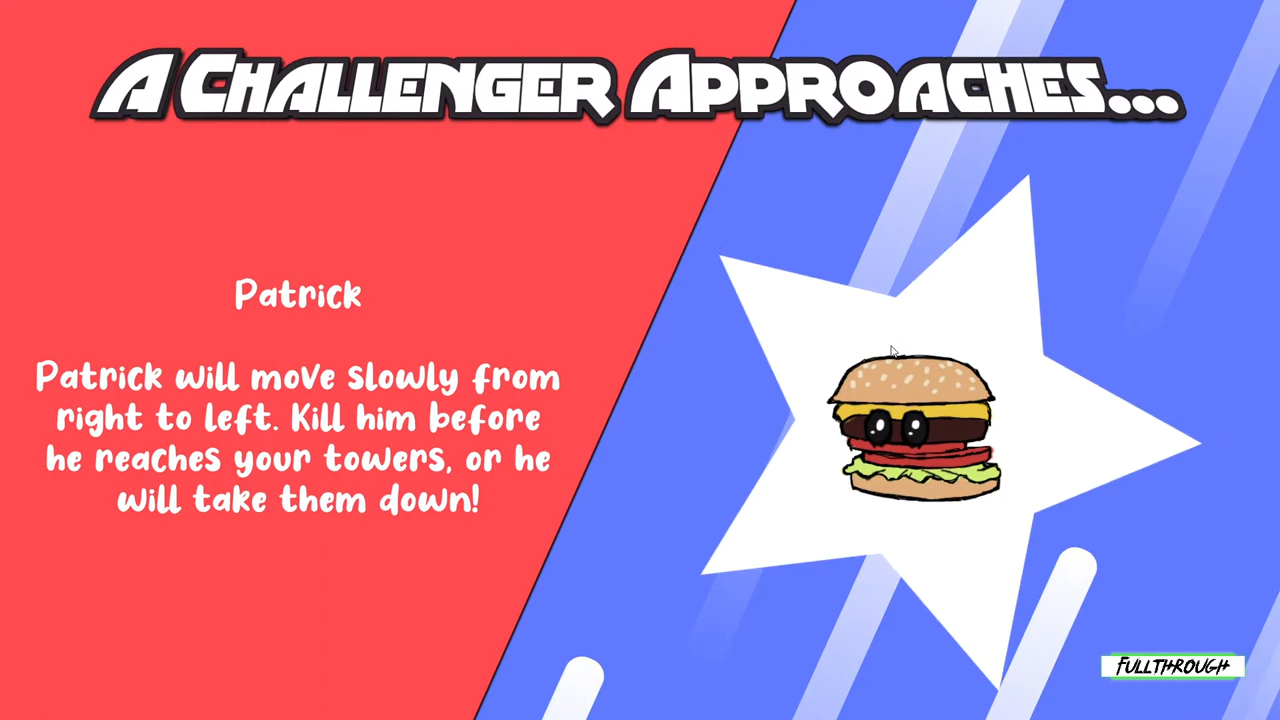 A Challenger Approaches...
Patrick
Patrick will move slowly from
right to left. Kill him before
he reaches your towers, or he
will take them down!
FULLTHROUGH